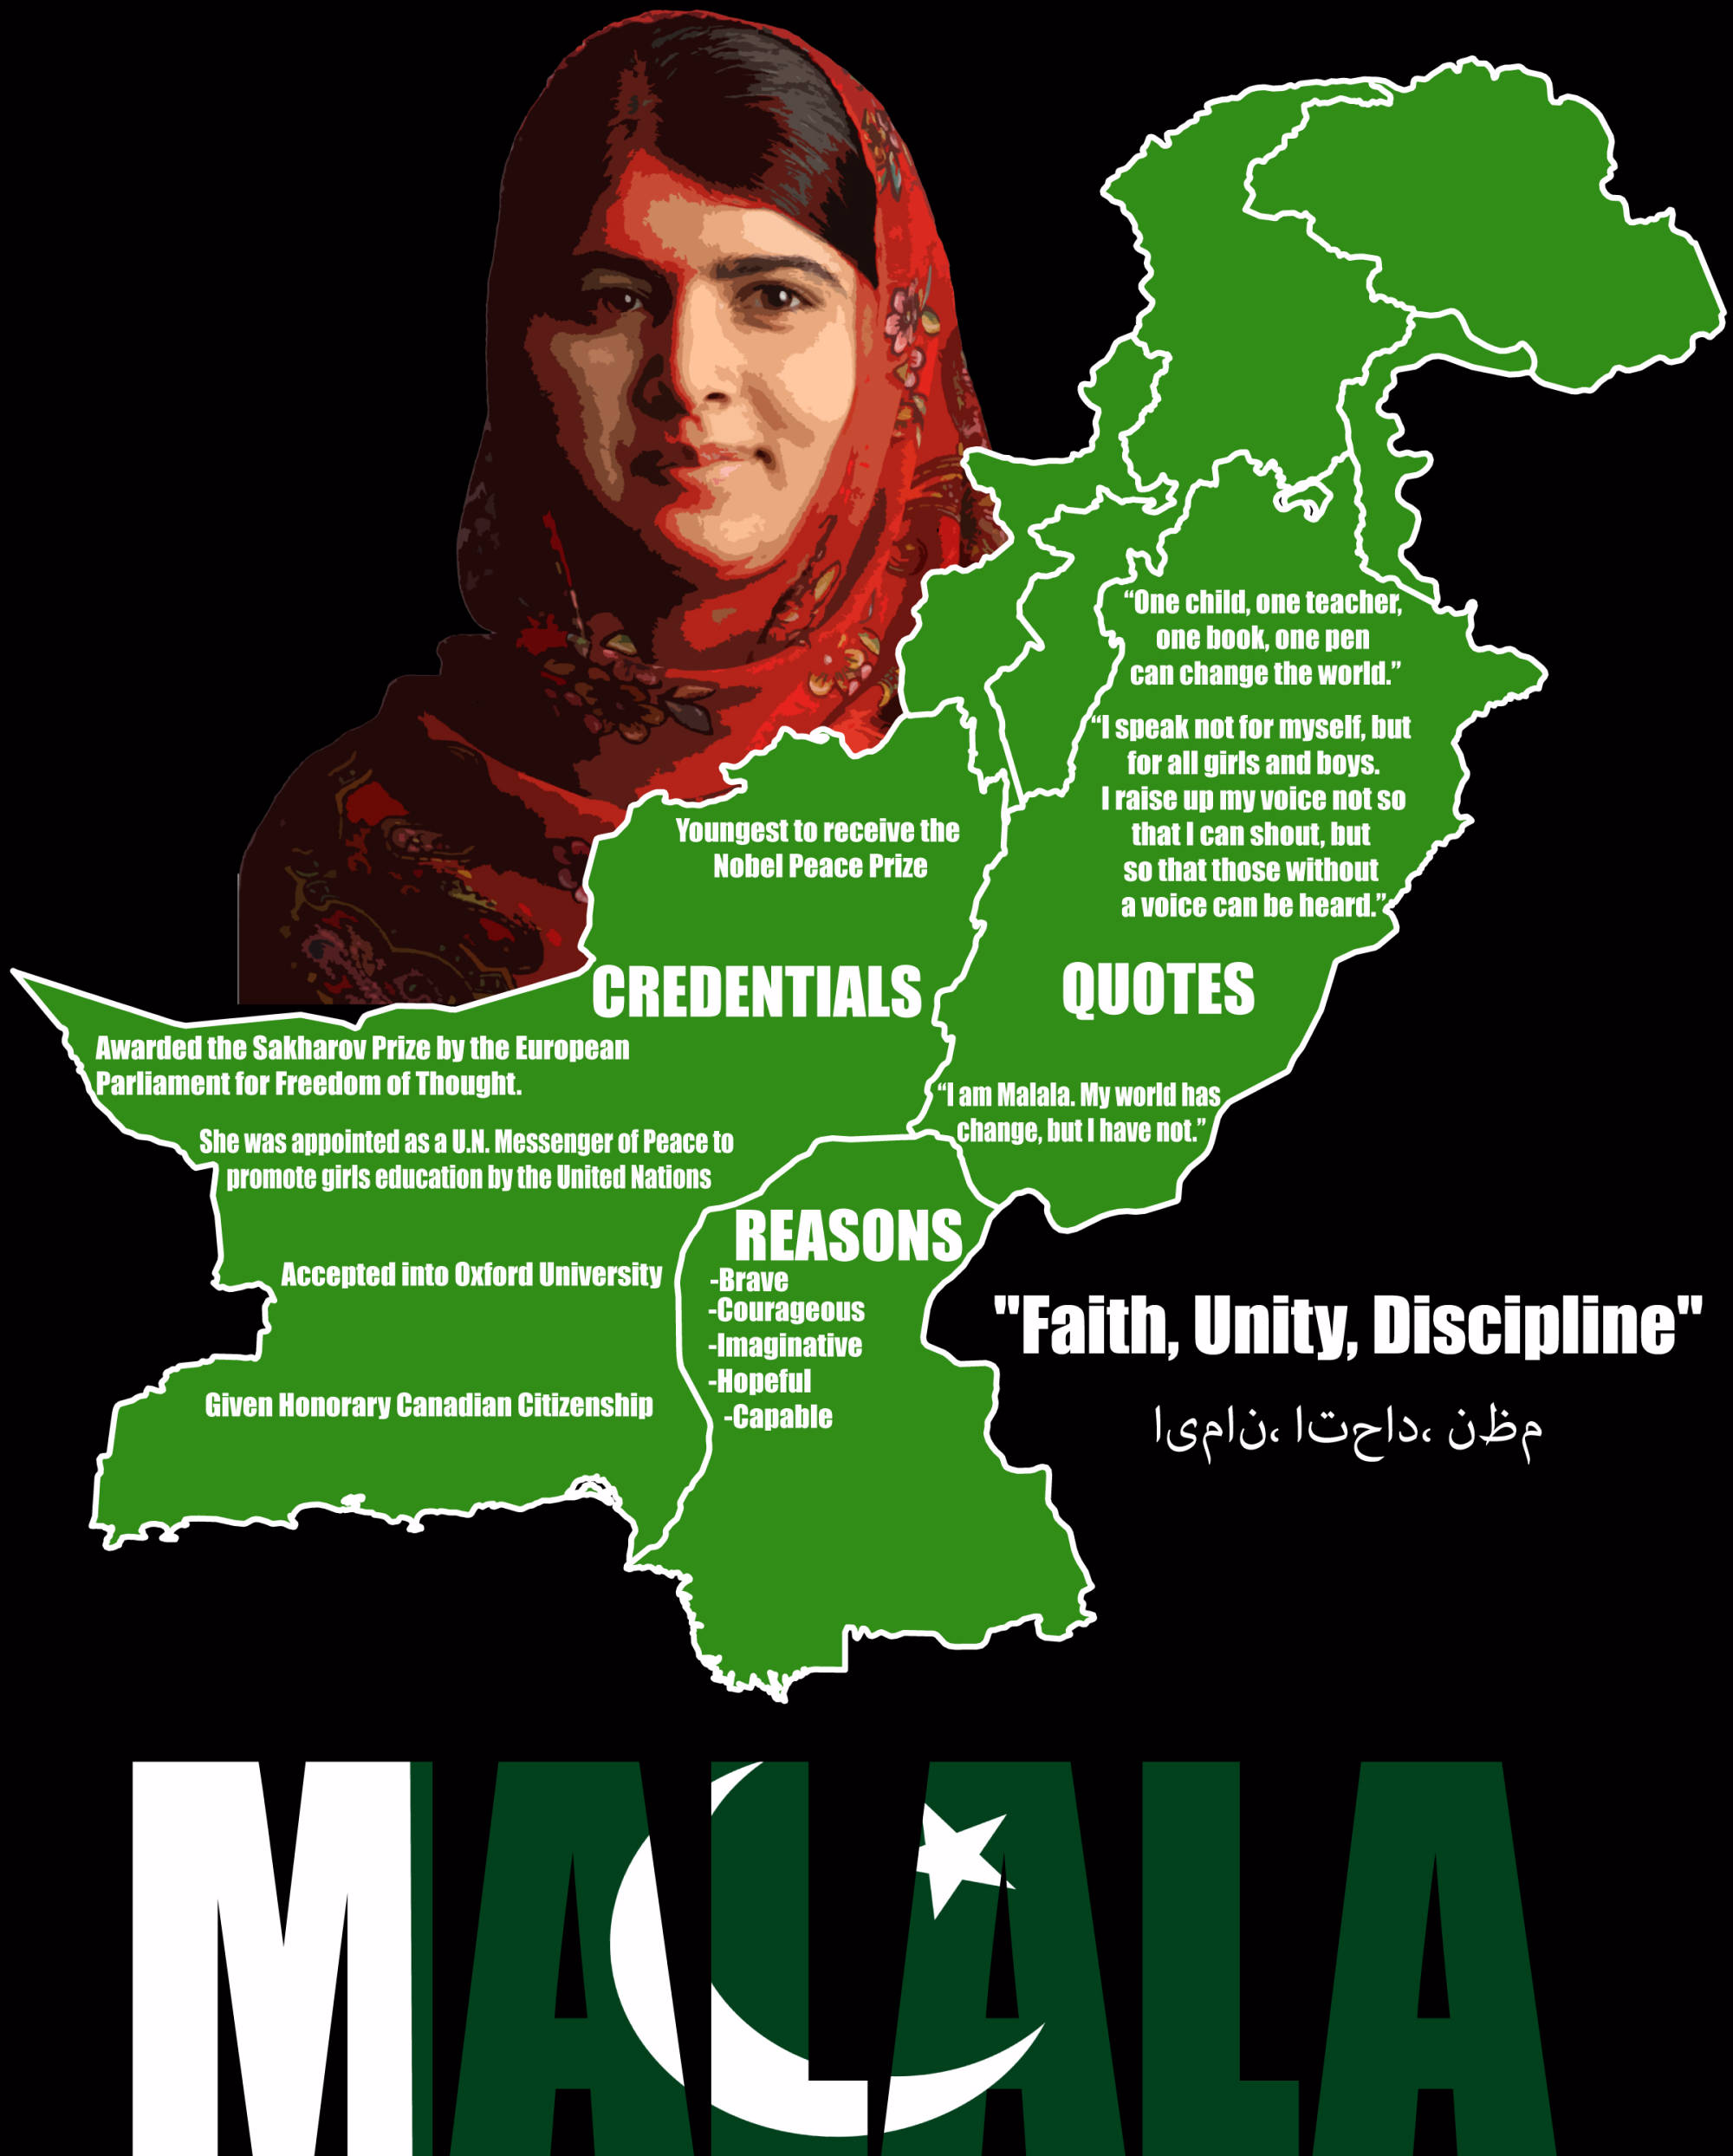 “One child, one teacher,
one book, one pen
can change the world.”
“I speak not for myself, but
for all girls and boys.
I raise up my voice not so
that I can shout, but
so that those without
a voice can be heard.”
Youngest to receive the
Nobel Peace Prize
CREDENTIALS
QUOTES
Awarded the Sakharov Prize by the European
Parliament for Freedom of Thought.
“I am Malala. My world has
change, but I have not.”
She was appointed as a U.N. Messenger of Peace to
promote girls education by the United Nations
REASONS
-Brave
-Courageous
-Imaginative
-Hopeful
-Capable
Accepted into Oxford University
Given Honorary Canadian Citizenship
"Faith, Unity, Discipline"
ایمان، اتحاد، نظم
MALALA